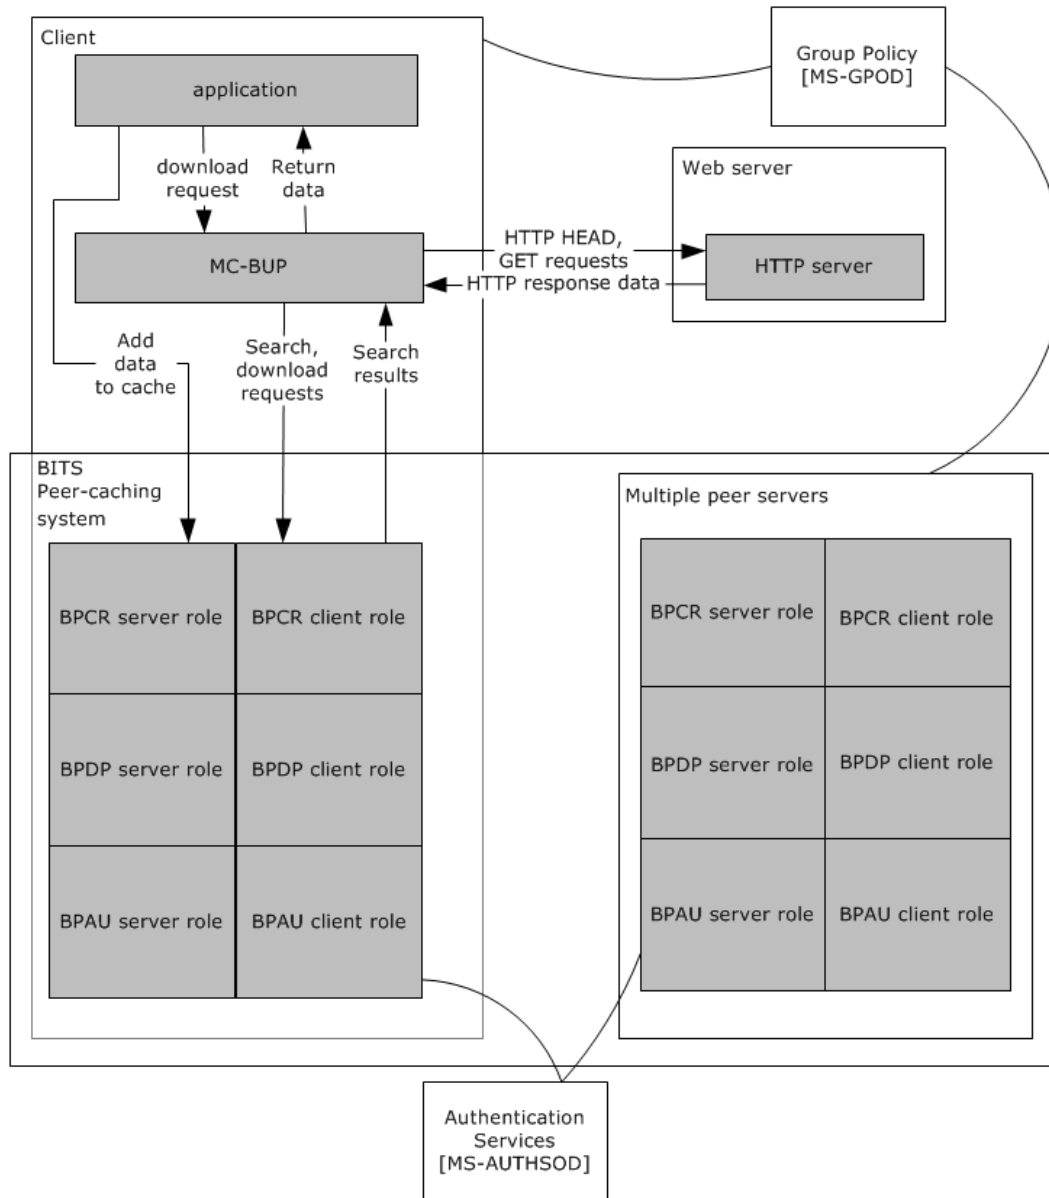 Client
application
download
request
Return
data
MC-BUP
Group Policy
[MS-GPOD]
Web server
HTTP server
HTTP HEAD,
GET requests
HTTP response data
Add
data
to cache
Search,
download
requests
Search
results
BITS
Peer-caching
system
BPCR server role
BPCR client role
BPDP server role
BPDP client role
BPAU server role
BPAU client role
Multiple peer servers
BPCR server role
BPCR client role
BPDP server role
BPDP client role
BPAU server role
BPAU client role
Authentication
Services
[MS-AUTHSOD]